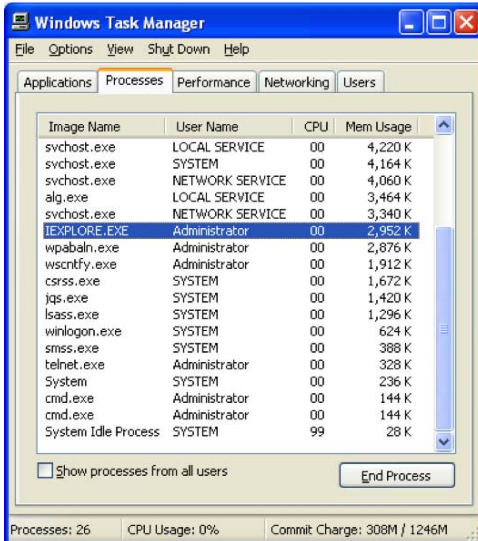 Windows Task Manager
File Options View Shut Down Help
Applications Processes Performance Networking Users
Image Name User Name CPU Mem Usage
svchost.exe LOCAL SERVICE 00 4,220 K
svchost.exe SYSTEM 00 4,164 K
svchost.exe NETWORK SERVICE 00 4,060 K
alg.exe LOCAL SERVICE 00 3,464 K
svchost.exe NETWORK SERVICE 00 3,340 K
IEXPLORE.EXE Administrator 00 2,952 K
wpabaln.exe Administrator 00 2,876 K
wscntfy.exe Administrator 00 1,912 K
csrss.exe SYSTEM 00 1,672 K
jqs.exe SYSTEM 00 1,420 K
lsass.exe SYSTEM 00 1,296 K
winlogon.exe SYSTEM 00 624 K
smss.exe SYSTEM 00 388 K
telnet.exe Administrator 00 328 K
System SYSTEM 00 236 K
cmd.exe Administrator 00 144 K
cmd.exe Administrator 00 144 K
System Idle Process SYSTEM 99 28 K
Show processes from all users End Process
Processes: 26 CPU Usage: 0% Commit Charge: 308M / 1246M